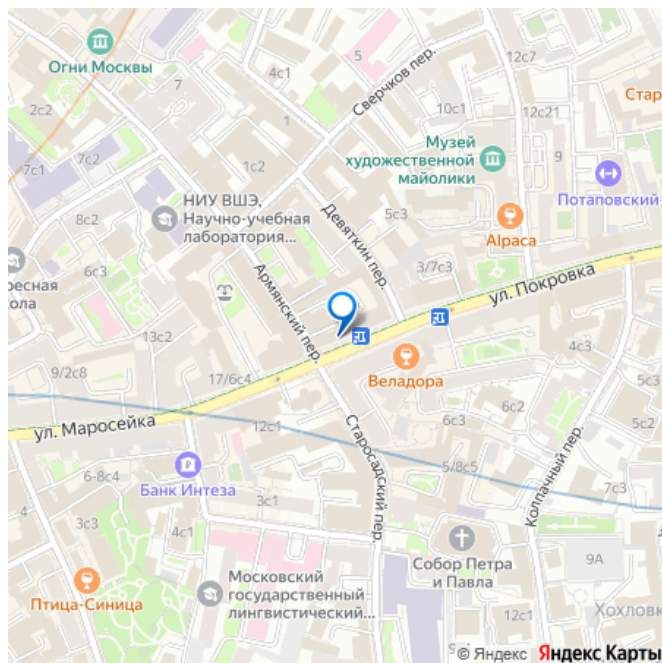 Огни Москвы
4с1
Сверчков пер.
12с7
7
2с2
10с1
12с21
Стар
1
Музей
художественной
майолики
7с2
7с1
1с2
9
Потаповский
НИУ ВШЭ,
Научно-учебная
лаборатория...
8с2
Девяткин пер.
5с3
Alpaca
ресная
кола
6с3
Армянский пер.
3/7с3
ул. Покровка
13с2
4с3
9/2с8
17/6с4
Веладора
5с3
ул. Маросейка
12с1
Старосадский пер.
6с3
6с2
5с2
6-8с4
Банк Интеза
3с1
5/8с5
Колпачный пер.
7с3
3с3
4с1
4
Собор Петра
и Павла
9А
Птица-Синица
Московский
государственный
лингвистический...
12с1
Хохловк
© Яндекс Яндекс Карты